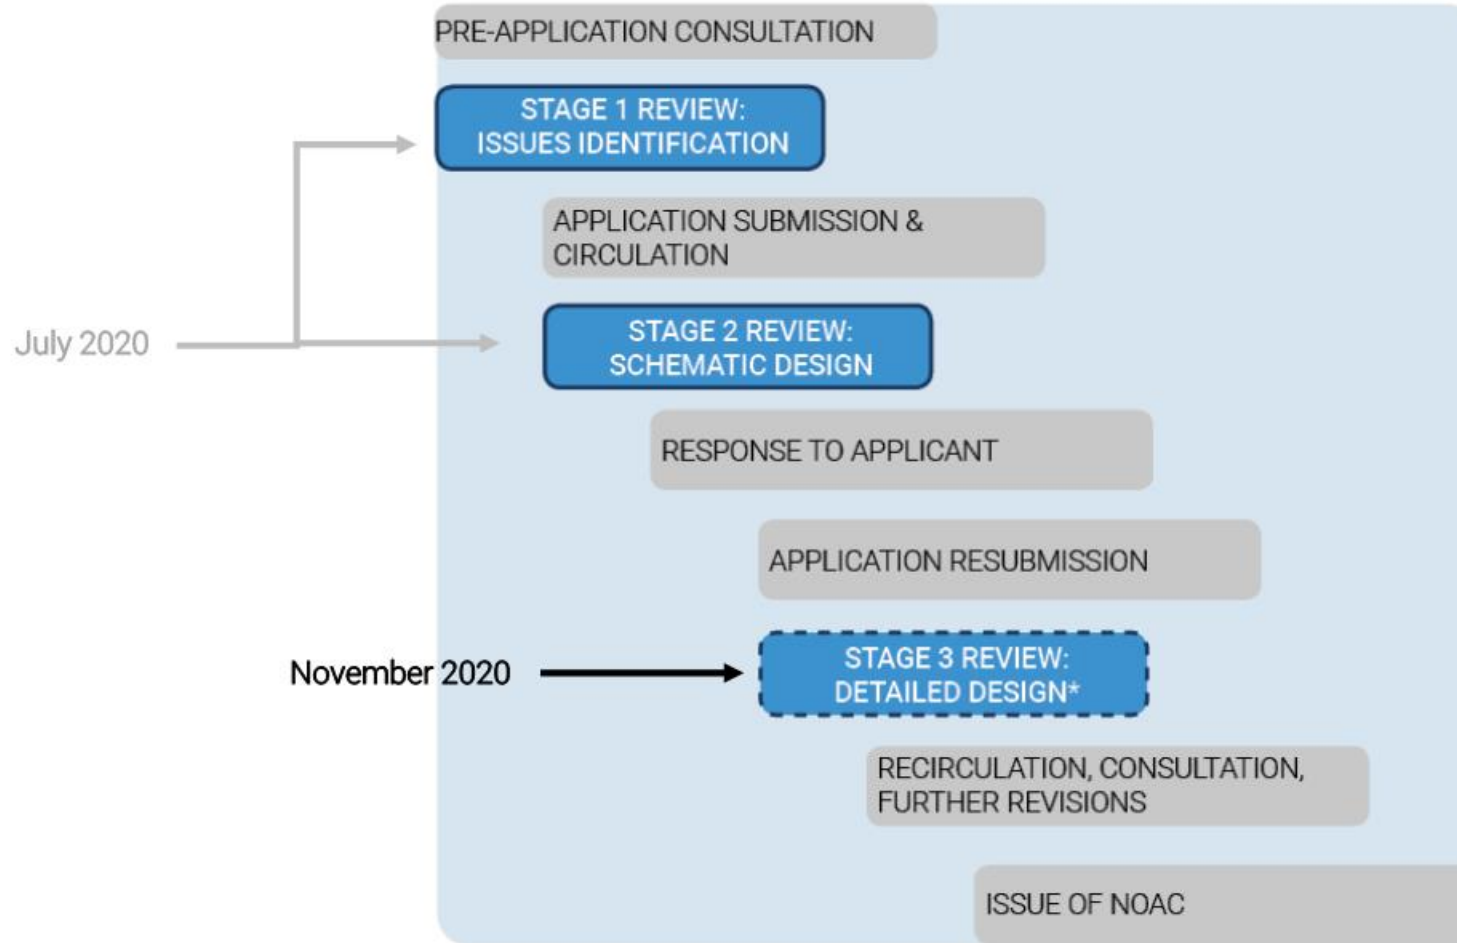 PRE-APPLICATION CONSULTATION
STAGE 1 REVIEW:
ISSUES IDENTIFICATION
APPLICATION SUBMISSION &
CIRCULATION
July 2020
STAGE 2 REVIEW:
SCHEMATIC DESIGN
RESPONSE TO APPLICANT
APPLICATION RESUBMISSION
November 2020
STAGE 3 REVIEW:
DETAILED DESIGN*
RECIRCULATION, CONSULTATION,
FURTHER REVISIONS
ISSUE OF NOAC